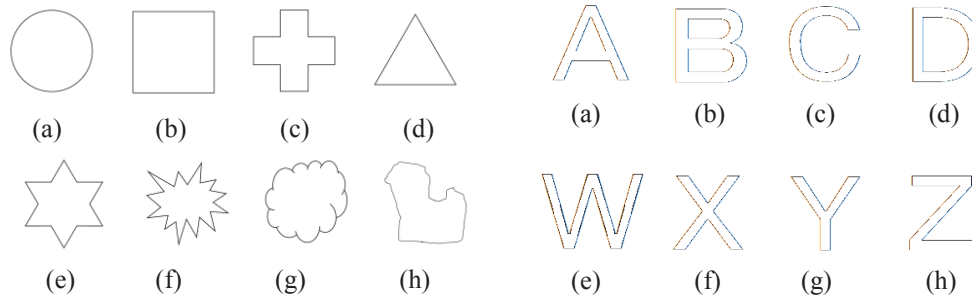 A B C D
(a) (b) (c) (d) (a) (b) (c) (d)
W X Y Z
(e) (f) (g) (h) (e) (f) (g) (h)